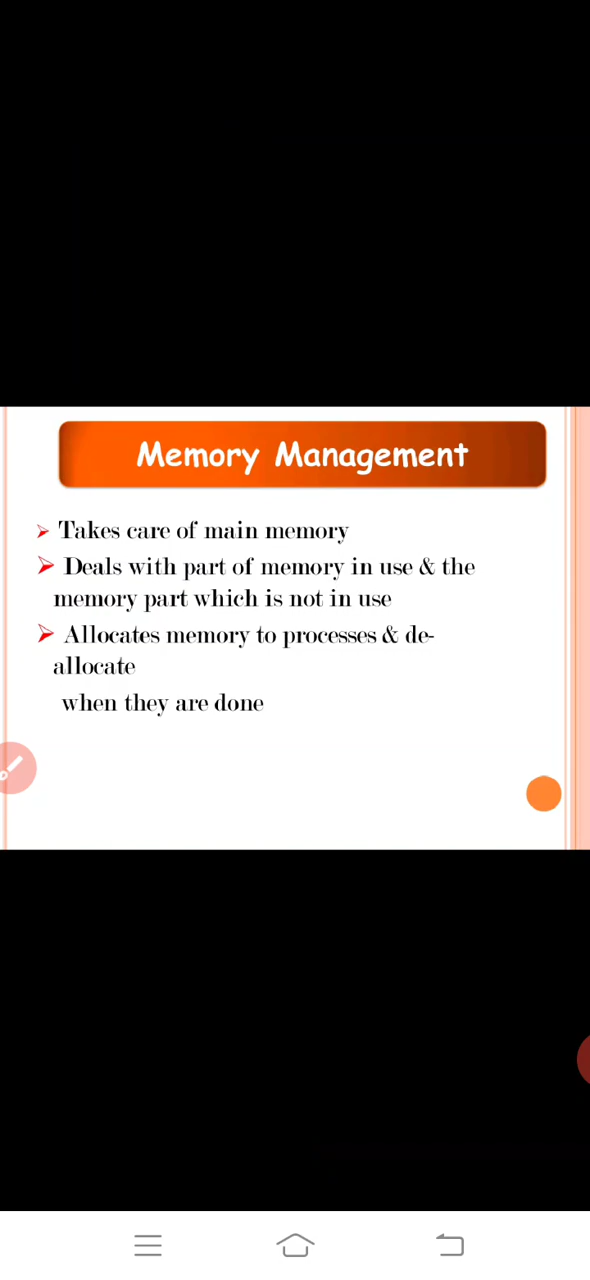 Memory Management
Takes care of main memory
Deals with part of memory in use & the
memory part which is not in use
Allocates memory to processes & de-
allocate
when they are done